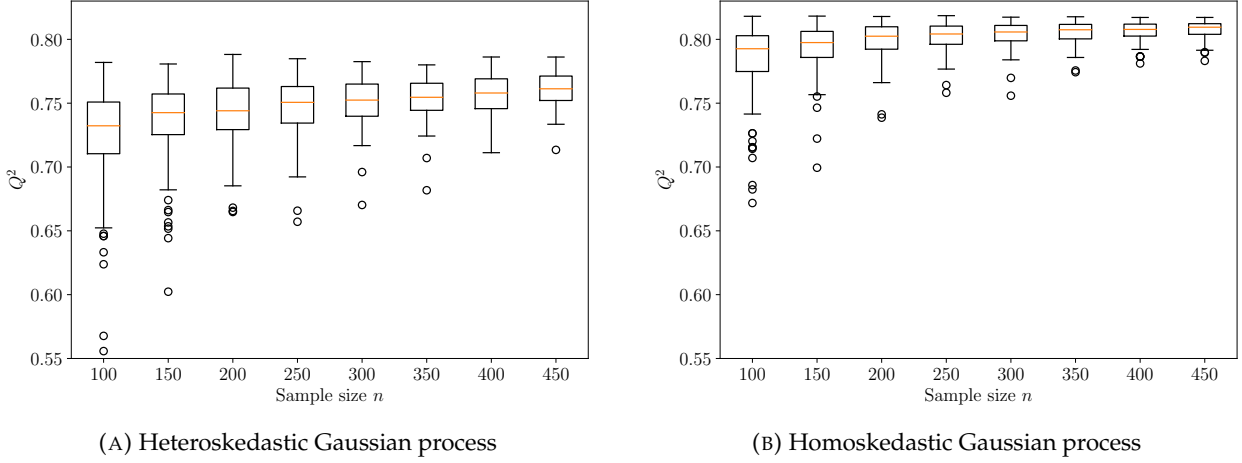 0.80
0.75
0.70
0.65
0.60
0.55
Q²
100 150 200 250 300 350 400 450
Sample size n
(A) Heteroskedastic Gaussian process
0.80
0.75
0.70
0.65
0.60
0.55
Q²
100 150 200 250 300 350 400 450
Sample size n
(B) Homoskedastic Gaussian process